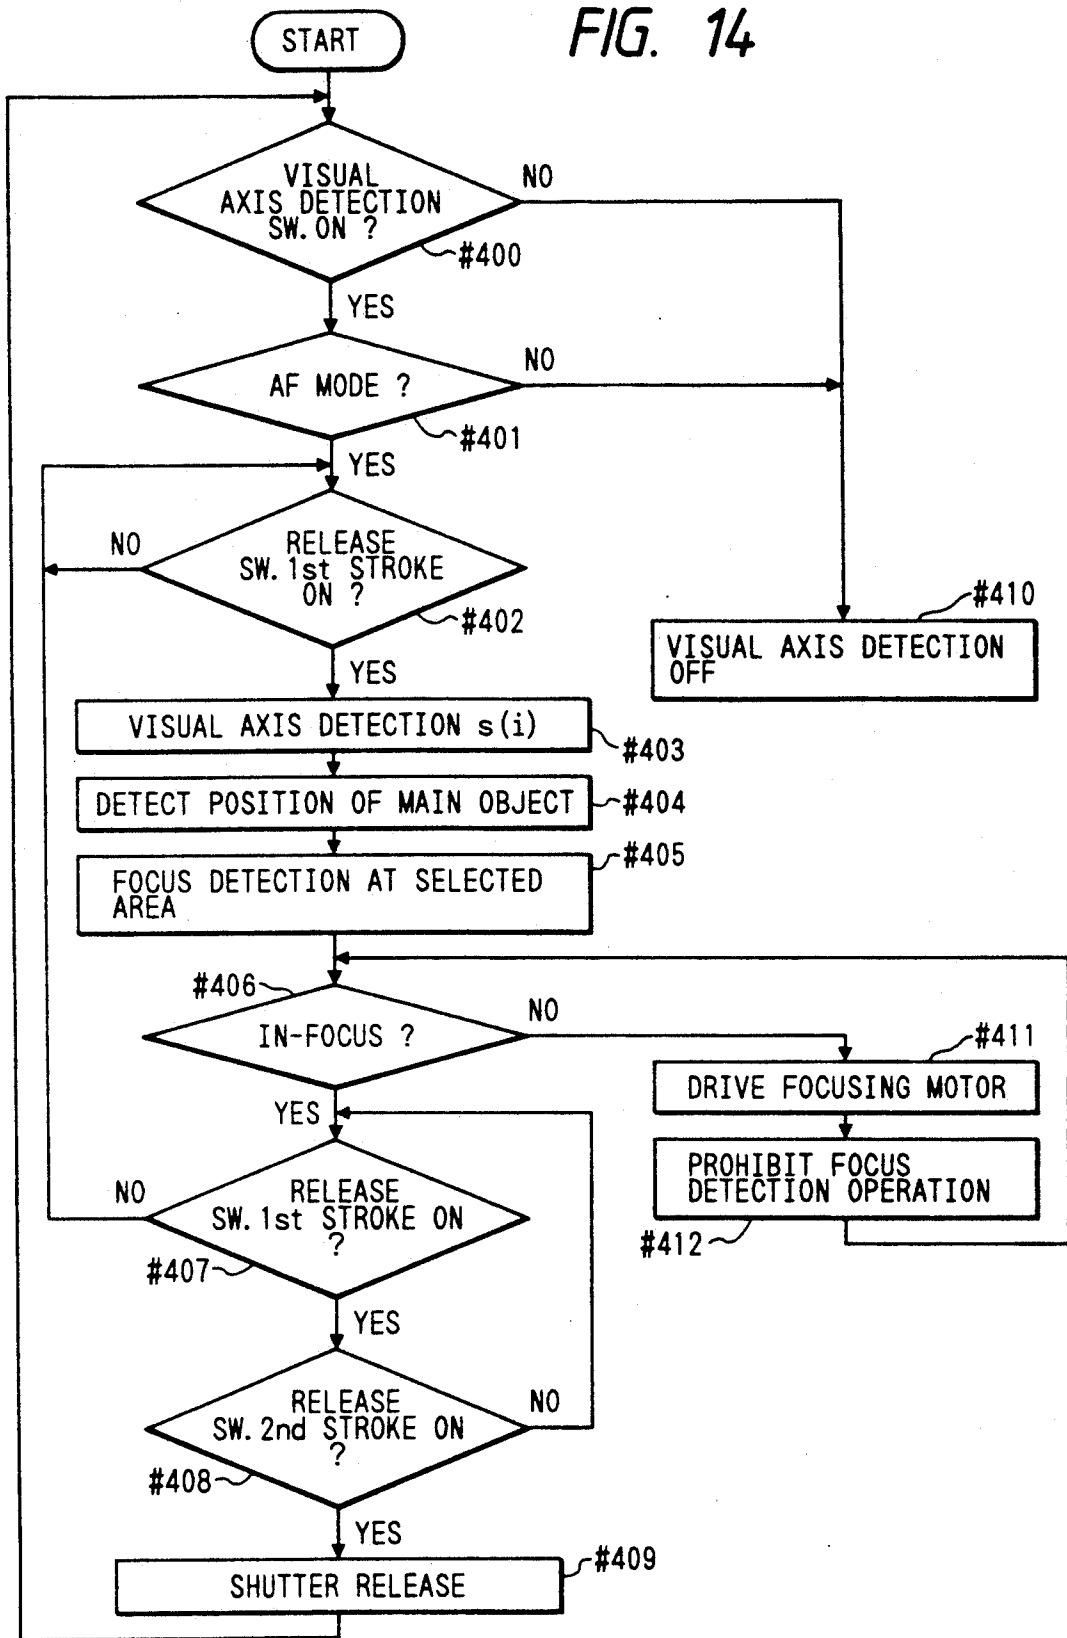 START
FIG. 14
VISUAL
AXIS DETECTION
SW. ON ?
NO
#400
YES
AF MODE ?
NO
#401
YES
RELEASE
SW. 1st STROKE
ON ?
NO
#402
YES
#410
VISUAL AXIS DETECTION
OFF
VISUAL AXIS DETECTION s(i)
#403
DETECT POSITION OF MAIN OBJECT
#404
FOCUS DETECTION AT SELECTED
AREA
#405
#406
IN-FOCUS ?
NO
YES
#411
DRIVE FOCUSING MOTOR
PROHIBIT FOCUS
DETECTION OPERATION
#412
RELEASE
SW. 1st STROKE ON
?
NO
#407
YES
RELEASE
SW. 2nd STROKE ON
?
NO
#408
YES
#409
SHUTTER RELEASE